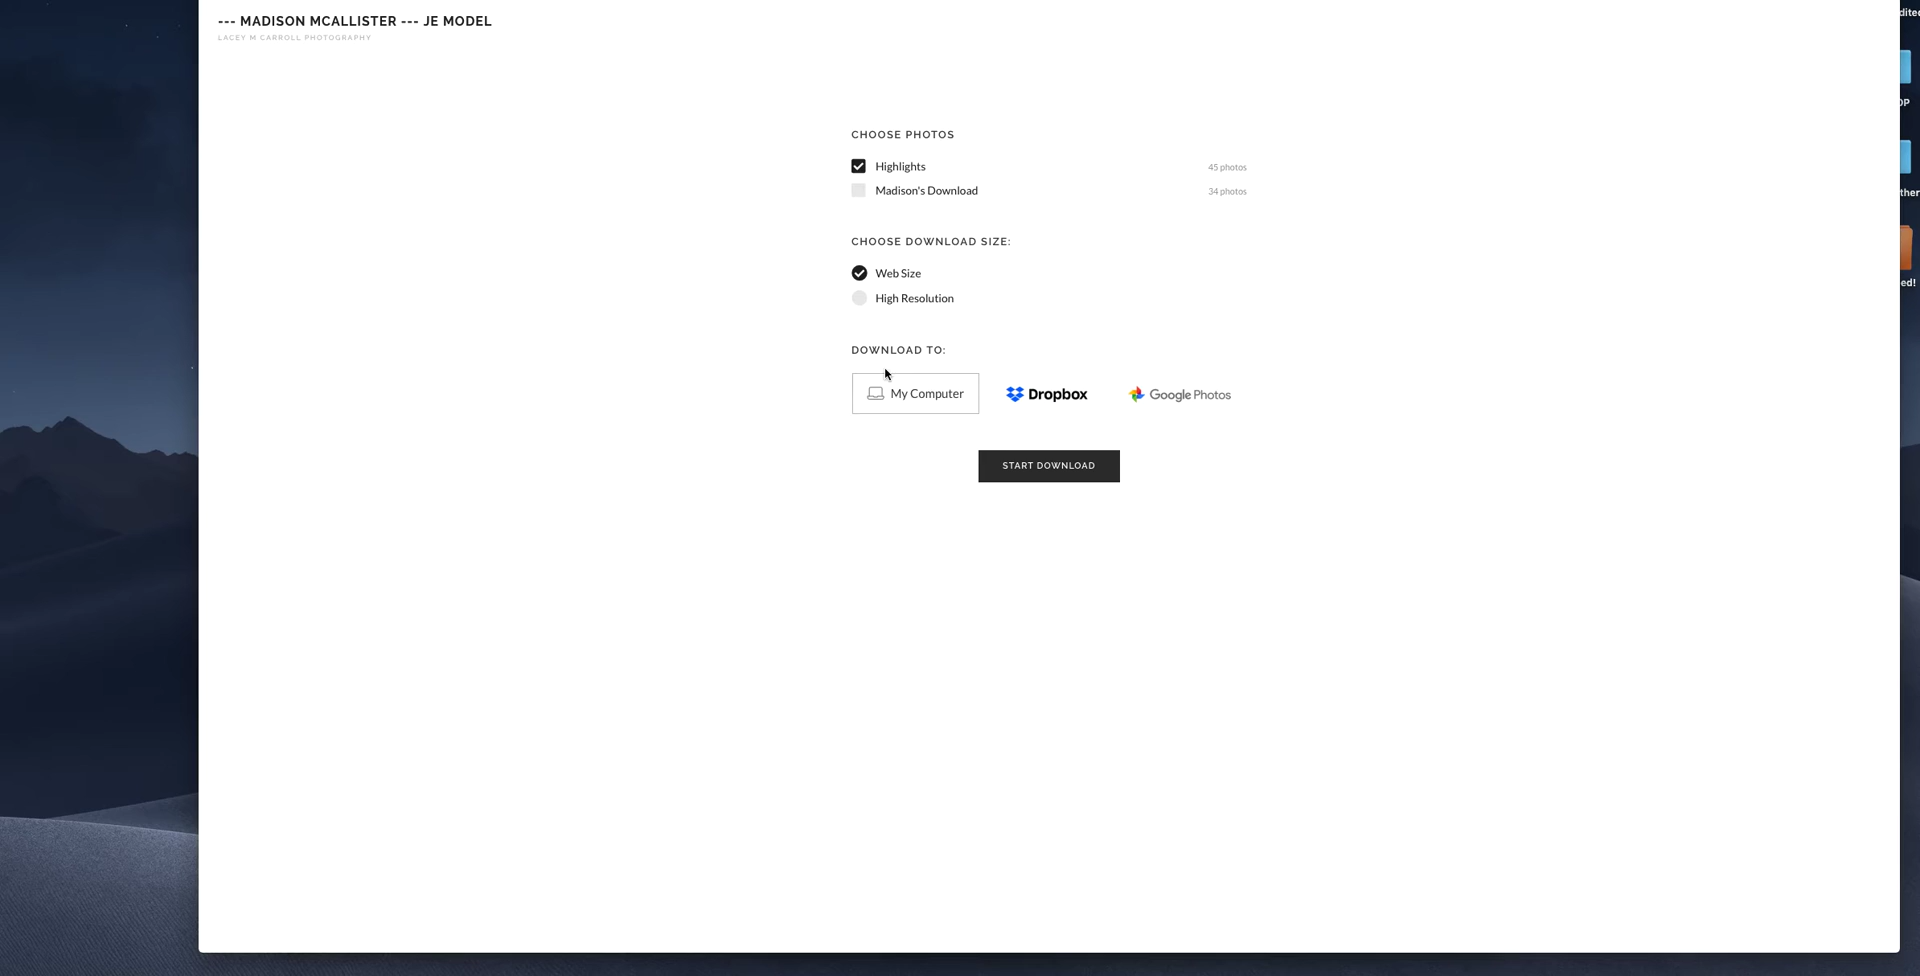 --- MADISON MCALLISTER --- JE MODEL
LACEY M CARROLL PHOTOGRAPHY
CHOOSE PHOTOS
Highlights 45 photos
Madison's Download 34 photos
CHOOSE DOWNLOAD SIZE:
Web Size
High Resolution
DOWNLOAD TO:
My Computer Dropbox Google Photos
START DOWNLOAD